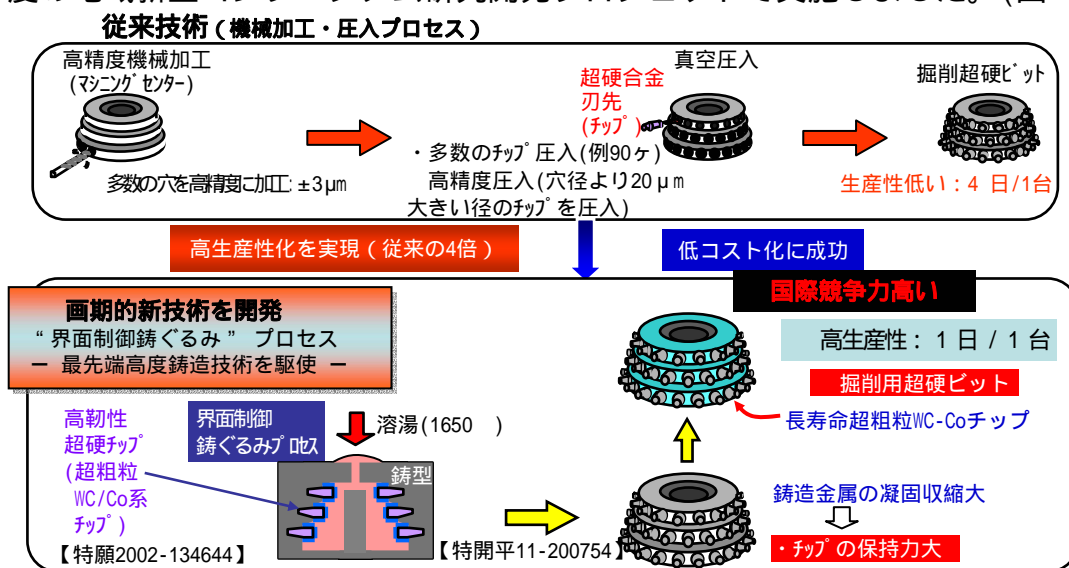 従来技術(機械加工・圧入プロセス)
高精度機械加工
(マシニングセンター)
多数の穴を高精度に加工:±3μm
超硬合金
刃先
(チップ)
真空圧入
・多数のチップ圧入(例90ヶ)
高精度圧入(穴径より20μm
大きい径のチップを圧入)
掘削超硬ビット
生産性低い:4 日/1台
高生産性化を実現(従来の4倍)
低コスト化に成功
画期的新技術を開発
“界面制御鋳ぐるみ” プロセス
ー 最先端高度鋳造技術を駆使 ー
国際競争力高い
高生産性: 1 日 / 1 台
掘削用超硬ビット
長寿命超粗粒WC-Coチップ
高靭性
超硬チップ
(超粗粒
WC/Co系
チップ)
界面制御
鋳ぐるみプロセス
溶湯(1650 )
鋳型
【特願2002-134644】
【特開平11-200754】
鋳造金属の凝固収縮大
・チップの保持力大